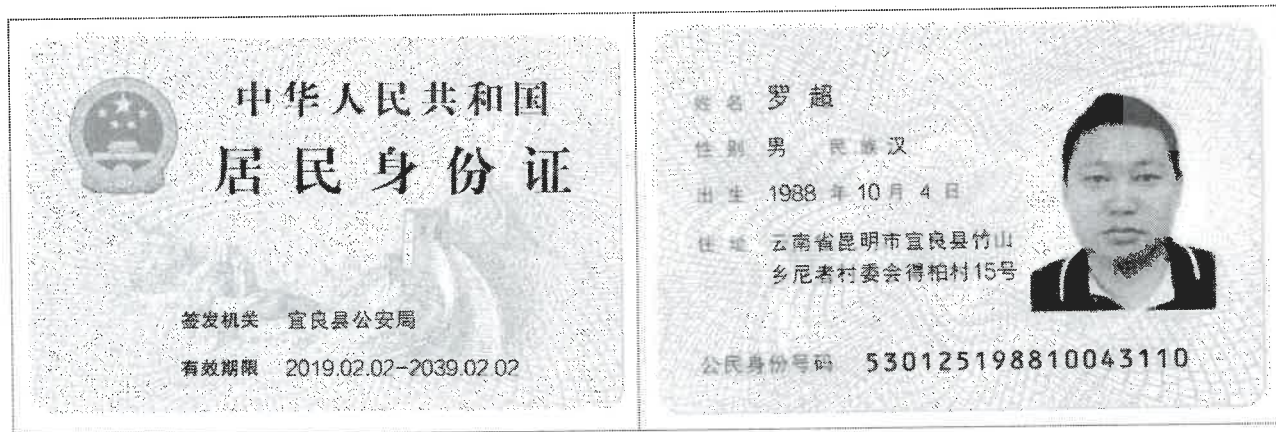 中华人民共和国
居民身份证
签发机关 宜良县公安局
有效期限 2019.02.02-2039.02.02
姓名 罗超
性别 男 民族 汉
出生 1988 年 10 月 4 日
住址 云南省昆明市宜良县竹山
乡尼者村委会得柏村15号
公民身份号码 530125198810043110